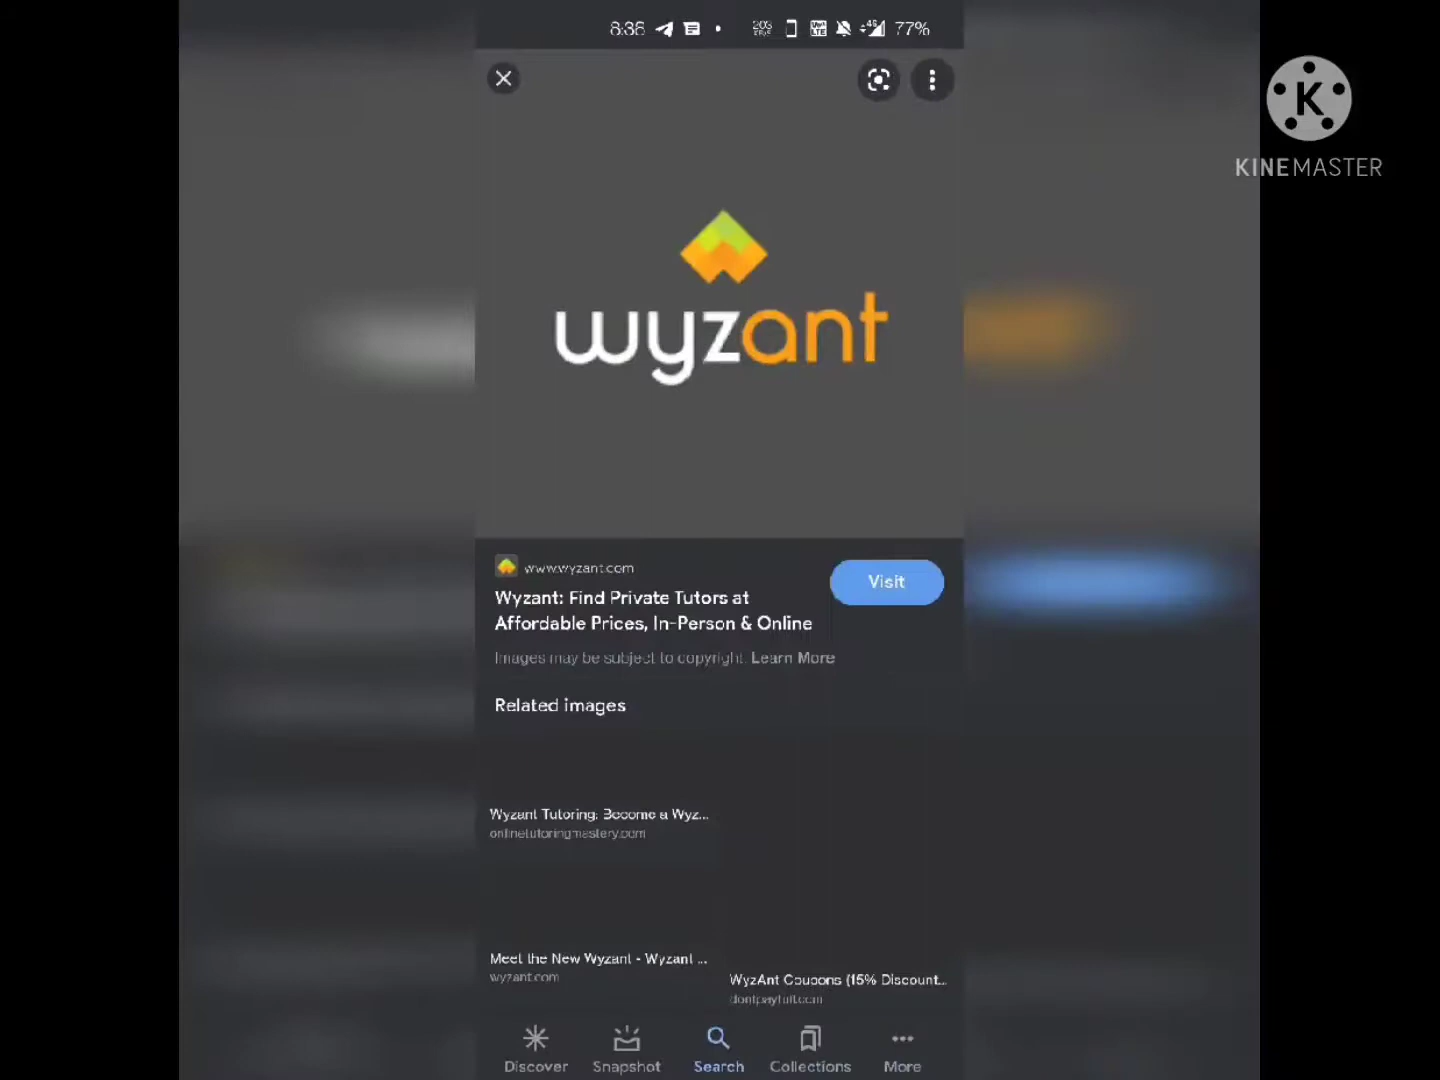 8:38
77%
K
KINEMASTER
wyzant
www.wyzant.com
Visit
Wyzant: Find Private Tutors at
Affordable Prices, In-Person & Online
Images may be subject to copyright. Learn More
Related images
Wyzant Tutoring: Become a Wyz...
onlinetutoringmastery.com
Meet the New Wyzant - Wyzant ...
wyzant.com
WyzAnt Coupons (15% Discount...
dontpayfull.com
Discover
Snapshot
Search
Collections
More